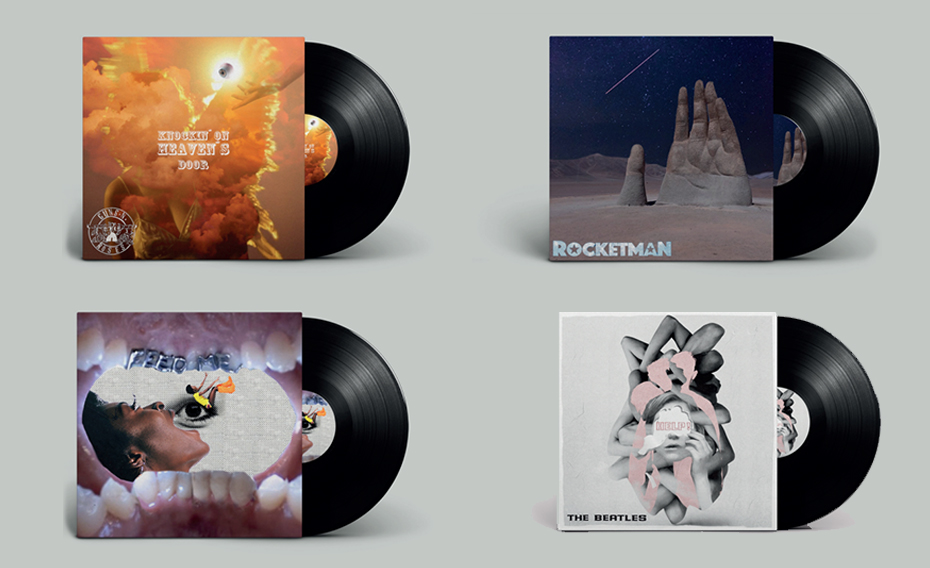 KNOCKIN' ON
HEAVEN'S
DOOR
ROCKETMAN
FEED ME
HELP!
THE BEATLES